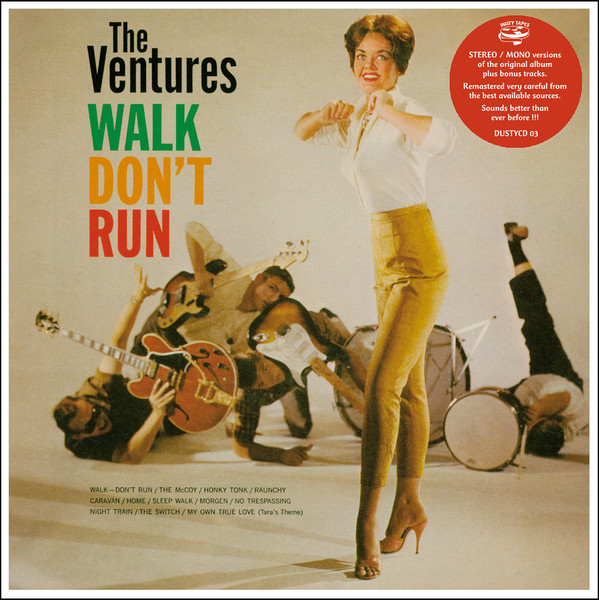 The
Ventures
WALK
DON'T
RUN
DUSTY TAPES
STEREO / MONO versions
of the original album
plus bonus tracks.
Remastered very careful from
the best available sources.
Sounds better than
ever before !!!
DUSTYCD 03
WALK—DON'T RUN / THE McCOY / HONKY TONK / RAUNCHY
CARAVAN / HOME / SLEEP WALK / MORGEN / NO TRESPASSING
NIGHT TRAIN / THE SWITCH / MY OWN TRUE LOVE (Tara's Theme)